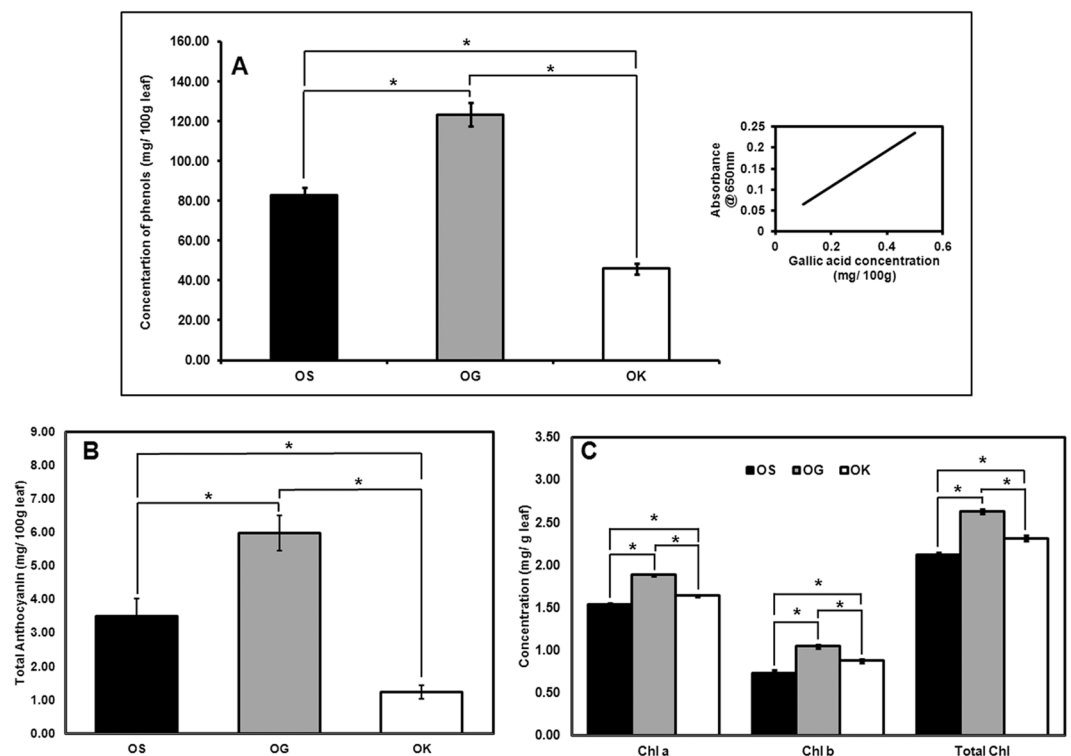 A
Concentartion of phenols (mg/ 100g leaf)
160.00
140.00
120.00
100.00
80.00
60.00
40.00
20.00
0.00
*
*
*
OS
OG
OK
Absorbance
@650nm
0.25
0.2
0.15
0.1
0.05
0
0
0.2
0.4
0.6
Gallic acid concentration
(mg/ 100g)
B
Total Anthocyanin (mg/ 100g leaf)
9.00
8.00
7.00
6.00
5.00
4.00
3.00
2.00
1.00
0.00
*
*
*
OS
OG
OK
C
Concentration (mg/ g leaf)
3.50
3.00
2.50
2.00
1.50
1.00
0.50
0.00
OS OG OK
*
*
*
*
*
*
*
*
*
Chl a
Chl b
Total Chl